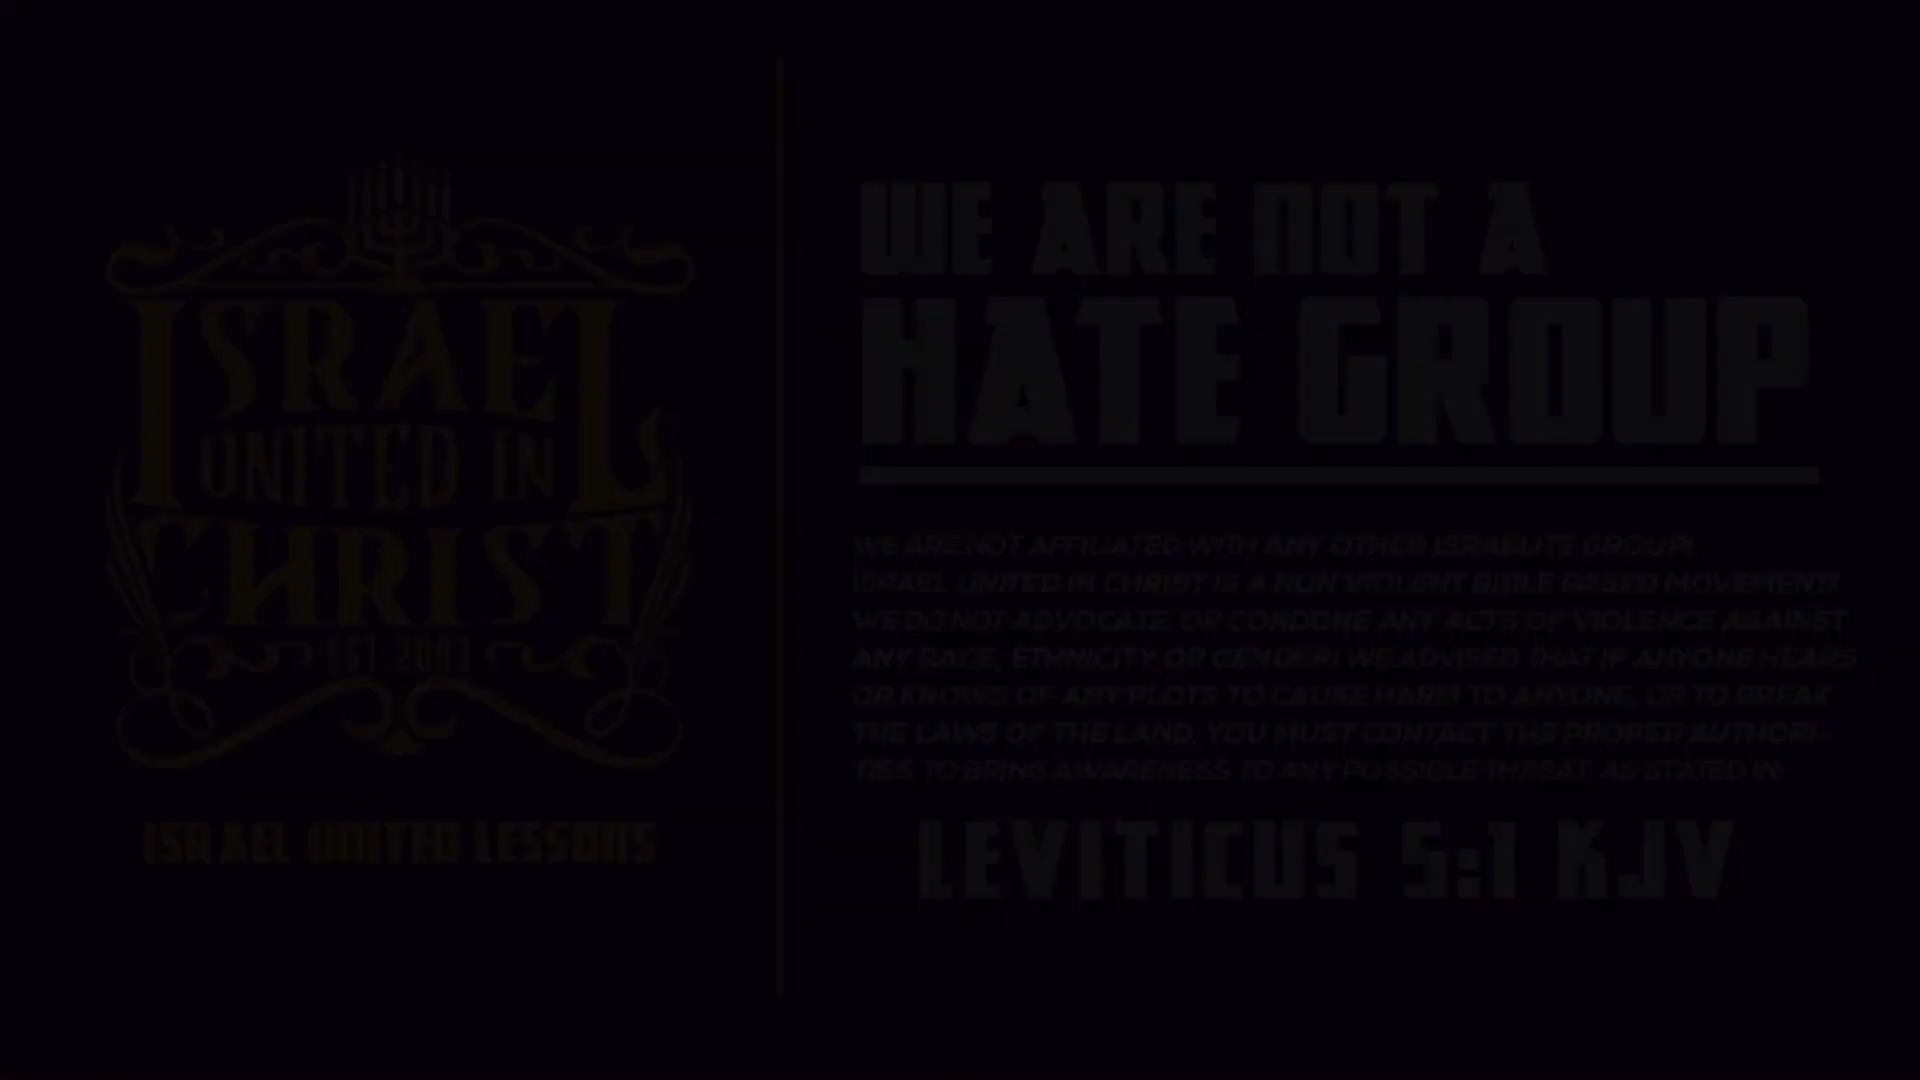 ISRAEL
UNITED IN
CHRIST
EST. 2003
ISRAEL UNITED LESSONS
WE ARE NOT A
HATE GROUP
WE ARE NOT AFFILIATED WITH ANY OTHER ISRAELITE GROUP!
ISRAEL UNITED IN CHRIST IS A NON VIOLENT BIBLE BASED MOVEMENT!
WE DO NOT ADVOCATE OR CONDONE ANY ACTS OF VIOLENCE AGAINST
ANY RACE, ETHNICITY OR GENDER! WE ADVISED THAT IF ANYONE HEARS
OR KNOWS OF ANY PLOTS TO CAUSE HARM TO ANYONE, OR TO BREAK
THE LAWS OF THE LAND, YOU MUST CONTACT THE PROPER AUTHORI-
TIES, TO BRING AWARENESS TO ANY POSSIBLE THREAT. AS STATED IN
LEVITICUS 5:1 KJV